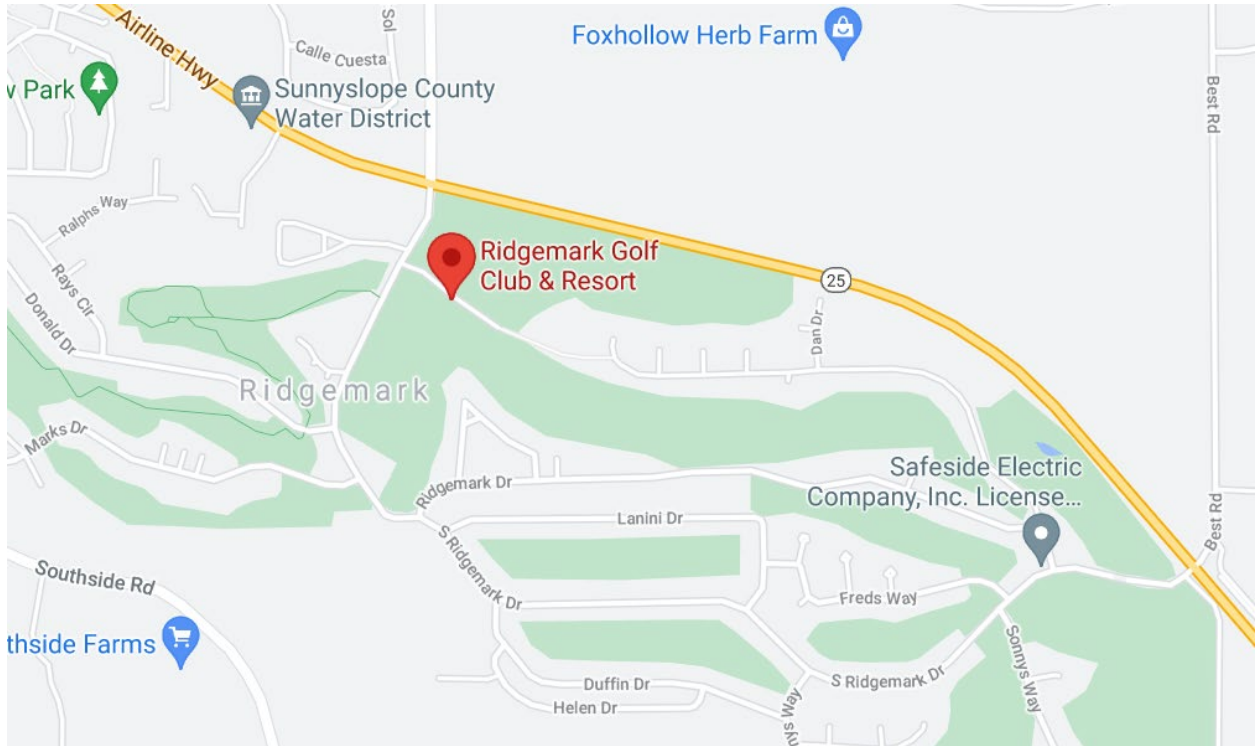 Airline Hwy
Sol
Foxhollow Herb Farm
Calle Cuesta
w Park
Sunnyslope County
Water District
Best Rd
Ralphs Way
Ridgemark Golf
Club & Resort
25
Rays Cir
Donald Dr
Dan Dr
Ridgemark
Marks Dr
Safeside Electric
Company, Inc. License...
Ridgemark Dr
Lanini Dr
Best Rd
S Ridgemark Dr
Southside Rd
Freds Way
thside Farms
Sonnys Way
S Ridgemark Dr
Duffin Dr
Helen Dr
nys Way